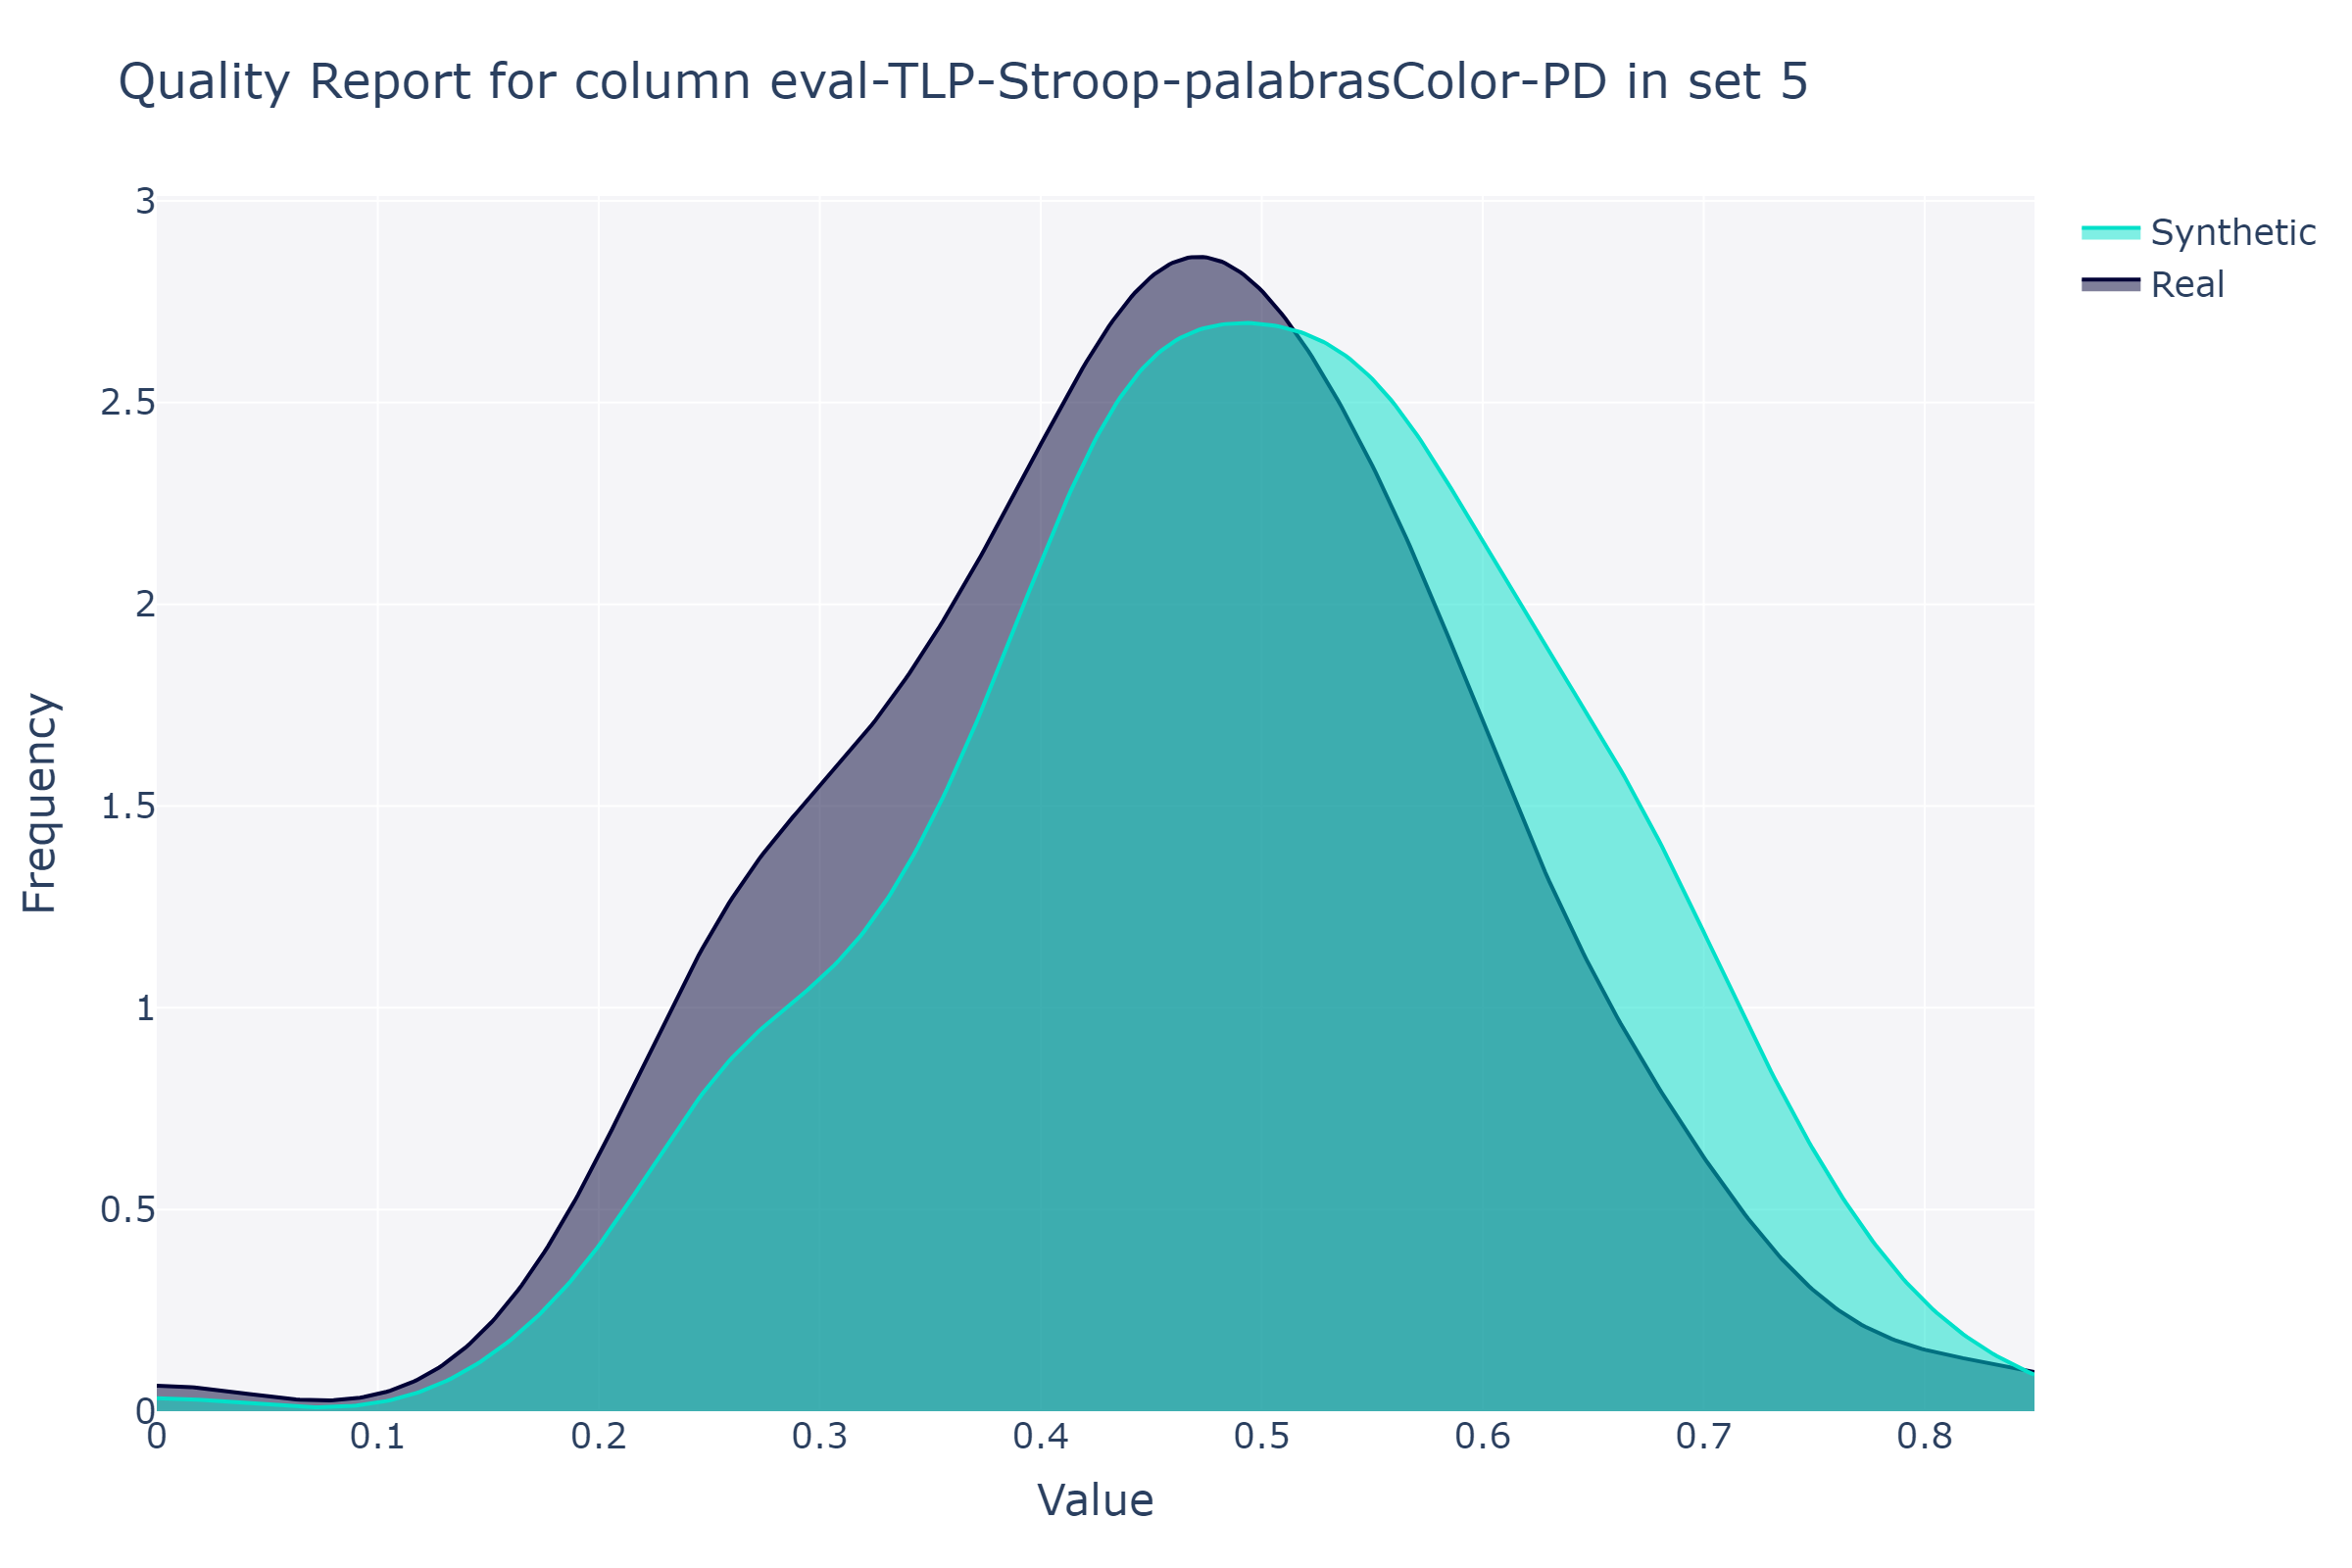 Quality Report for column eval-TLP-Stroop-palabrasColor-PD in set 5
Synthetic
Real
Frequency
3
2.5
2
1.5
1
0.5
0
0 0.1 0.2 0.3 0.4 0.5 0.6 0.7 0.8
Value